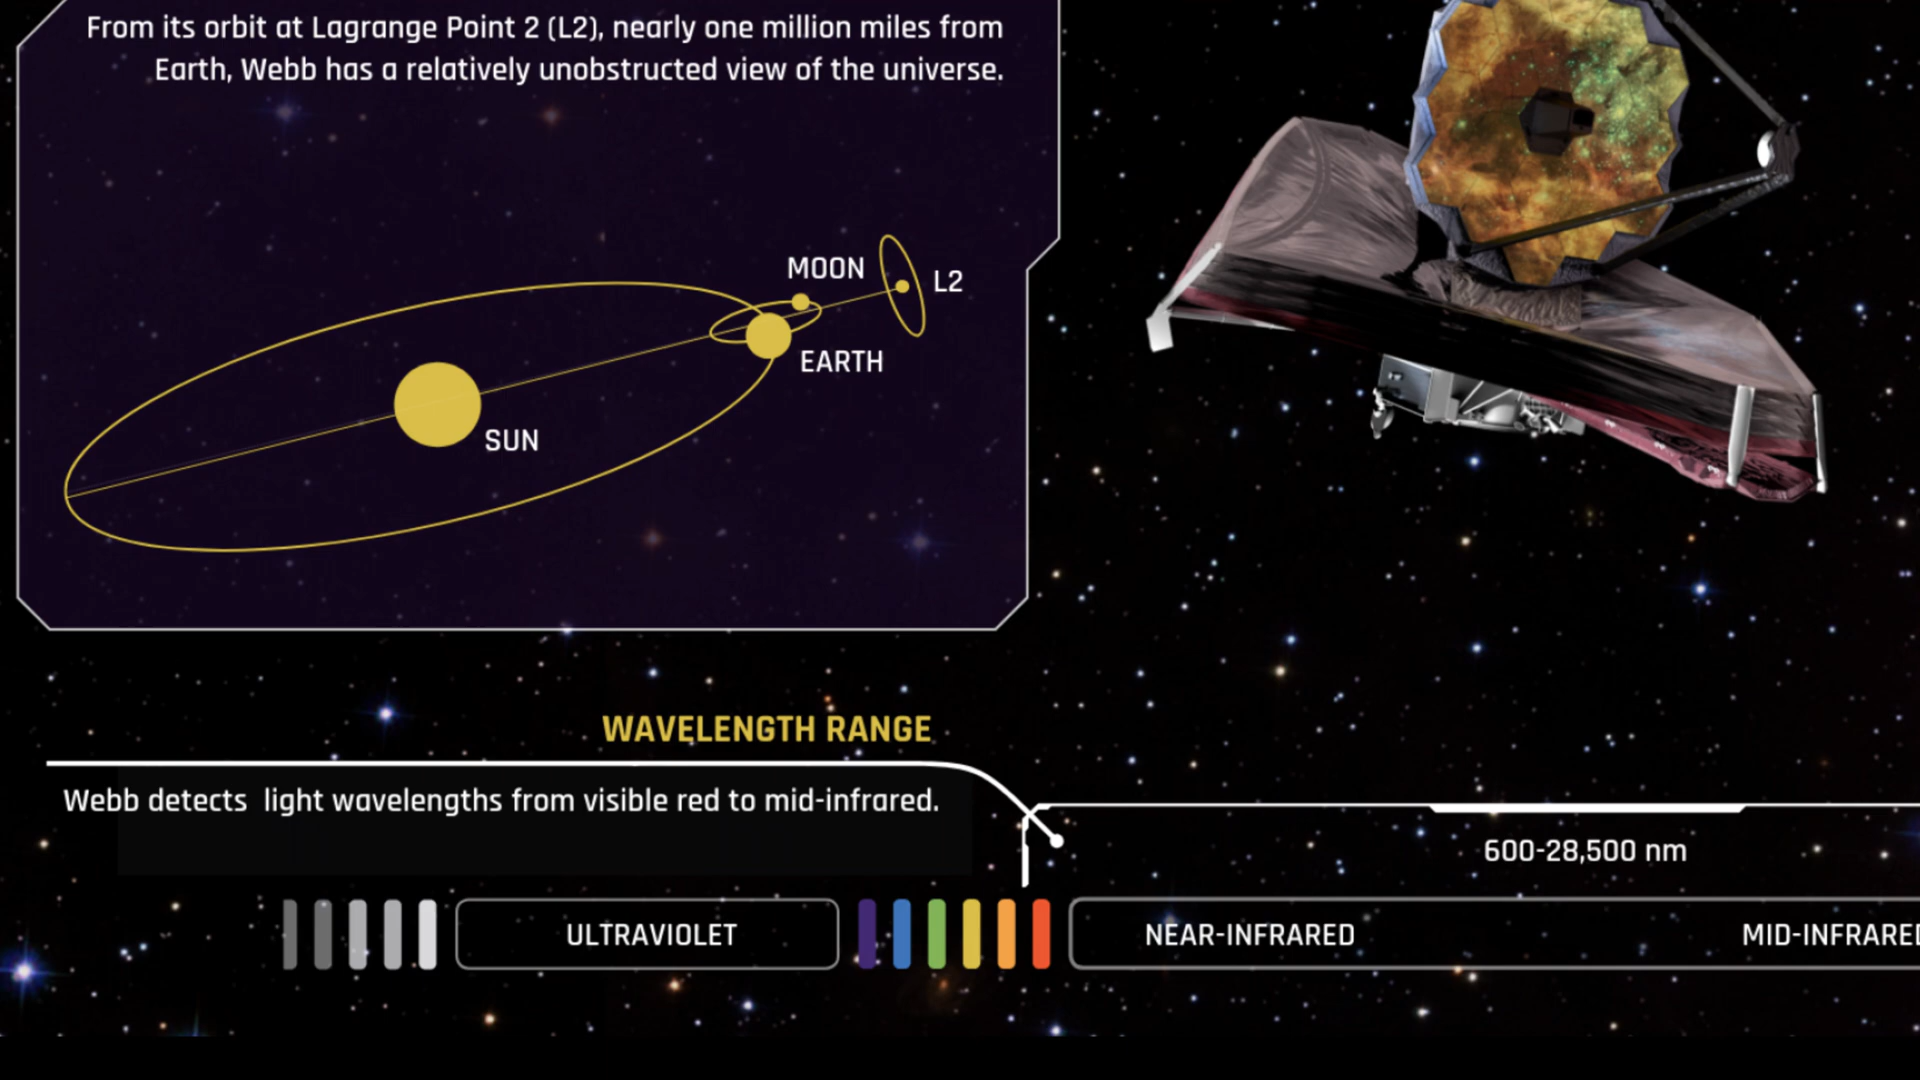 From its orbit at Lagrange Point 2 (L2), nearly one million miles from
Earth, Webb has a relatively unobstructed view of the universe.
MOON
L2
EARTH
SUN
WAVELENGTH RANGE
Webb detects  light wavelengths from visible red to mid-infrared.
600-28,500 nm
ULTRAVIOLET
NEAR-INFRARED
MID-INFRARED